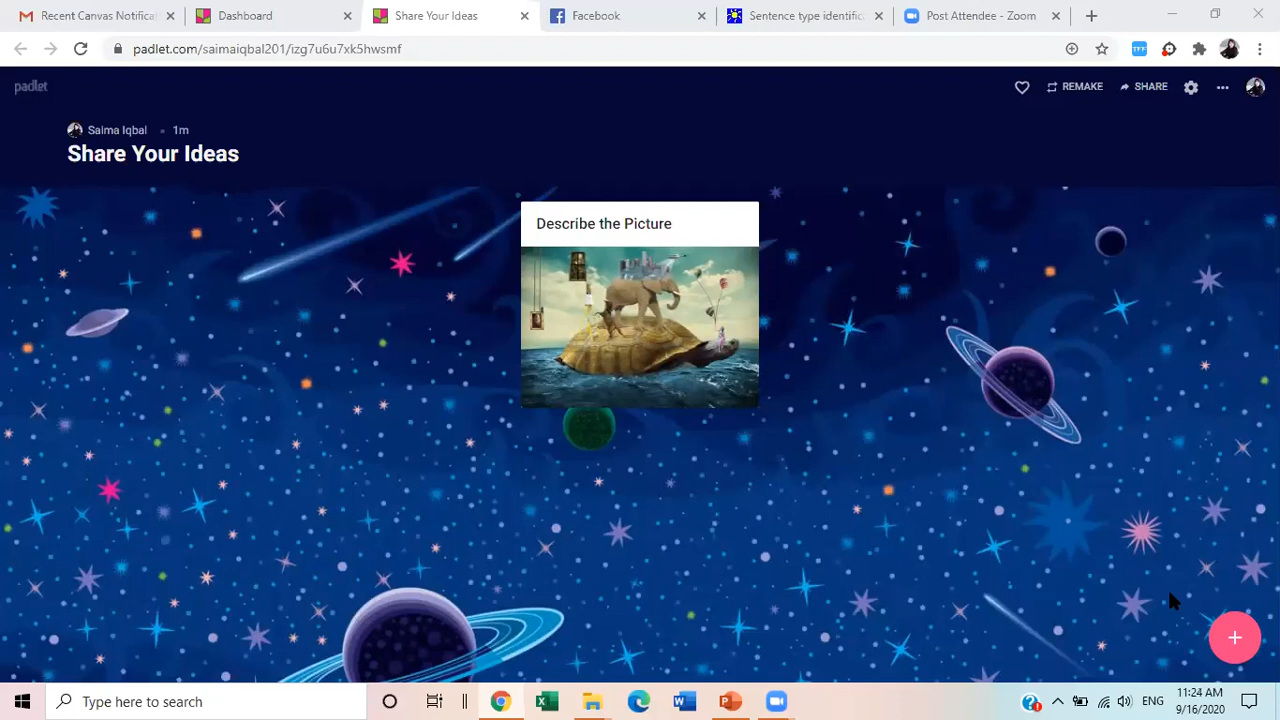 Recent Canvas Notificat
Dashboard
Share Your Ideas
Facebook
Sentence type identific
Post Attendee - Zoom
padlet.com/saimaiqbal201/izg7u6u7xk5hwsmf
TFF
padlet
REMAKE
SHARE
Saima Iqbal • 1m
Share Your Ideas
Describe the Picture
Type here to search
ENG
11:24 AM
9/16/2020